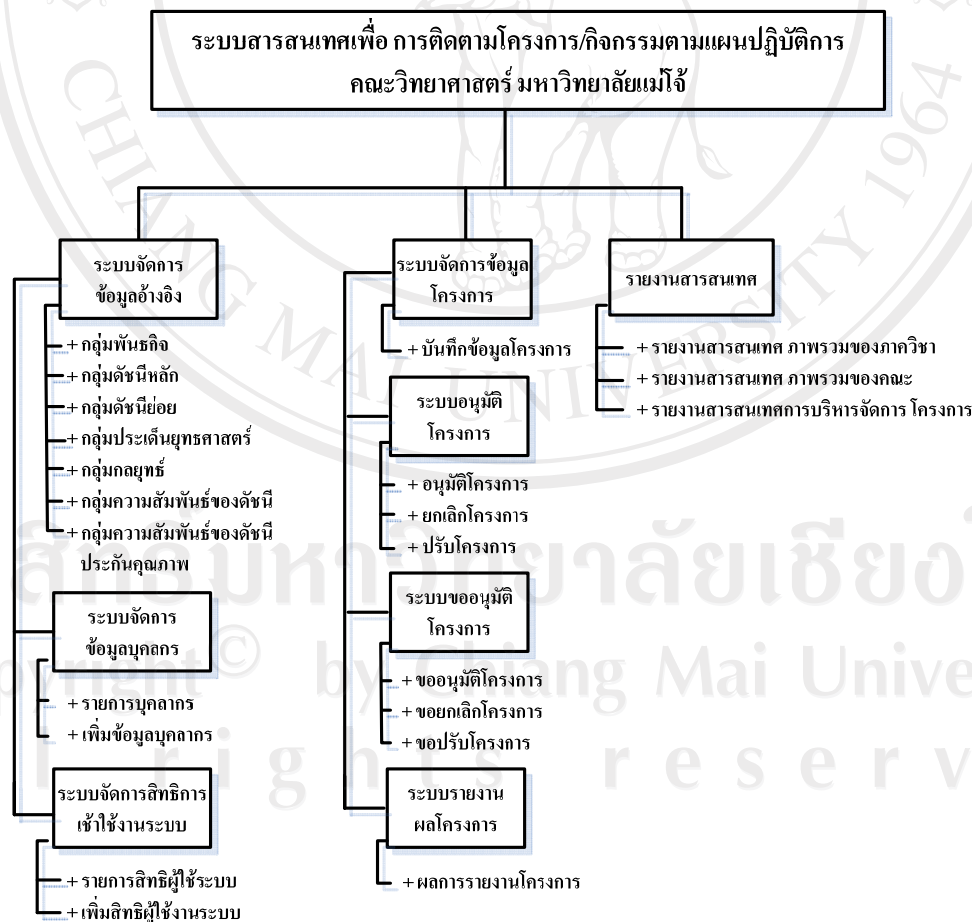 ระบบสารสนเทศเพื่อ การติดตามโครงการ/กิจกรรมตามแผนปฏิบัติการ
คณะวิทยาศาสตร์ มหาวิทยาลัยแม่โจ้
ระบบจัดการ
ข้อมูลอ้างอิง
+ กลุ่มพันธกิจ
+ กลุ่มดัชนีหลัก
+ กลุ่มดัชนีย่อย
+ กลุ่มประเด็นยุทธศาสตร์
+ กลุ่มกลยุทธ์
+ กลุ่มความสัมพันธ์ของดัชนี
+ กลุ่มความสัมพันธ์ของดัชนี
ประกันคุณภาพ
ระบบจัดการ
ข้อมูลบุคลกร
+ รายการบุคลากร
+ เพิ่มข้อมูลบุคลากร
ระบบจัดการสิทธิการ
เช้าใช้งานระบบ
+ รายการสิทธิผู้ใช้ระบบ
+ เพิ่มสิทธิผู้ใช้งานระบบ
ระบบจัดการข้อมูล
โครงการ
+ บันทึกข้อมูลโครงการ
ระบบอนุมัติ
โครงการ
+ อนุมัติโครงการ
+ ยกเลิกโครงการ
+ ปรับโครงการ
ระบบขออนุมัติ
โครงการ
+ ขออนุมัติโครงการ
+ ขอยกเลิกโครงการ
+ ขอปรับโครงการ
ระบบรายงาน
ผลโครงการ
+ ผลการรายงานโครงการ
รายงานสารสนเทศ
+ รายงานสารสนเทศ ภาพรวมของภาควิชา
+ รายงานสารสนเทศ ภาพรวมของคณะ
+ รายงานสารสนเทศการบริหารจัดการ โครงการ
CHIANG MAI UNIVERSITY 1964
สิทธิ์มหาวิทยาลัยเชียง
pyright© by Chiang Mai Unive
l rights reserv